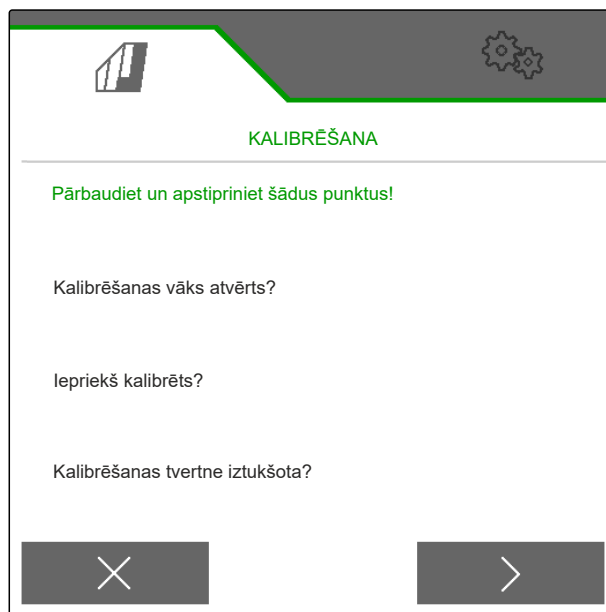 KALIBRĒŠANA
Pārbaudiet un apstipriniet šādus punktus!
Kalibrēšanas vāks atvērts?
Iepriekš kalibrēts?
Kalibrēšanas tvertne iztukšota?